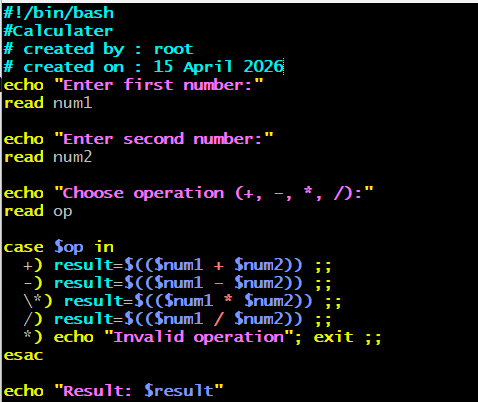 #!/bin/bash
#Calculater
# created by : root
# created on : 15 April 2026
echo "Enter first number:"
read num1

echo "Enter second number:"
read num2

echo "Choose operation (+, -, *, /):"
read op

case $op in
  +) result=$(($num1 + $num2)) ;;
  -) result=$(($num1 - $num2)) ;;
  \*) result=$(($num1 * $num2)) ;;
  /) result=$(($num1 / $num2)) ;;
  *) echo "Invalid operation"; exit ;;
esac

echo "Result: $result"